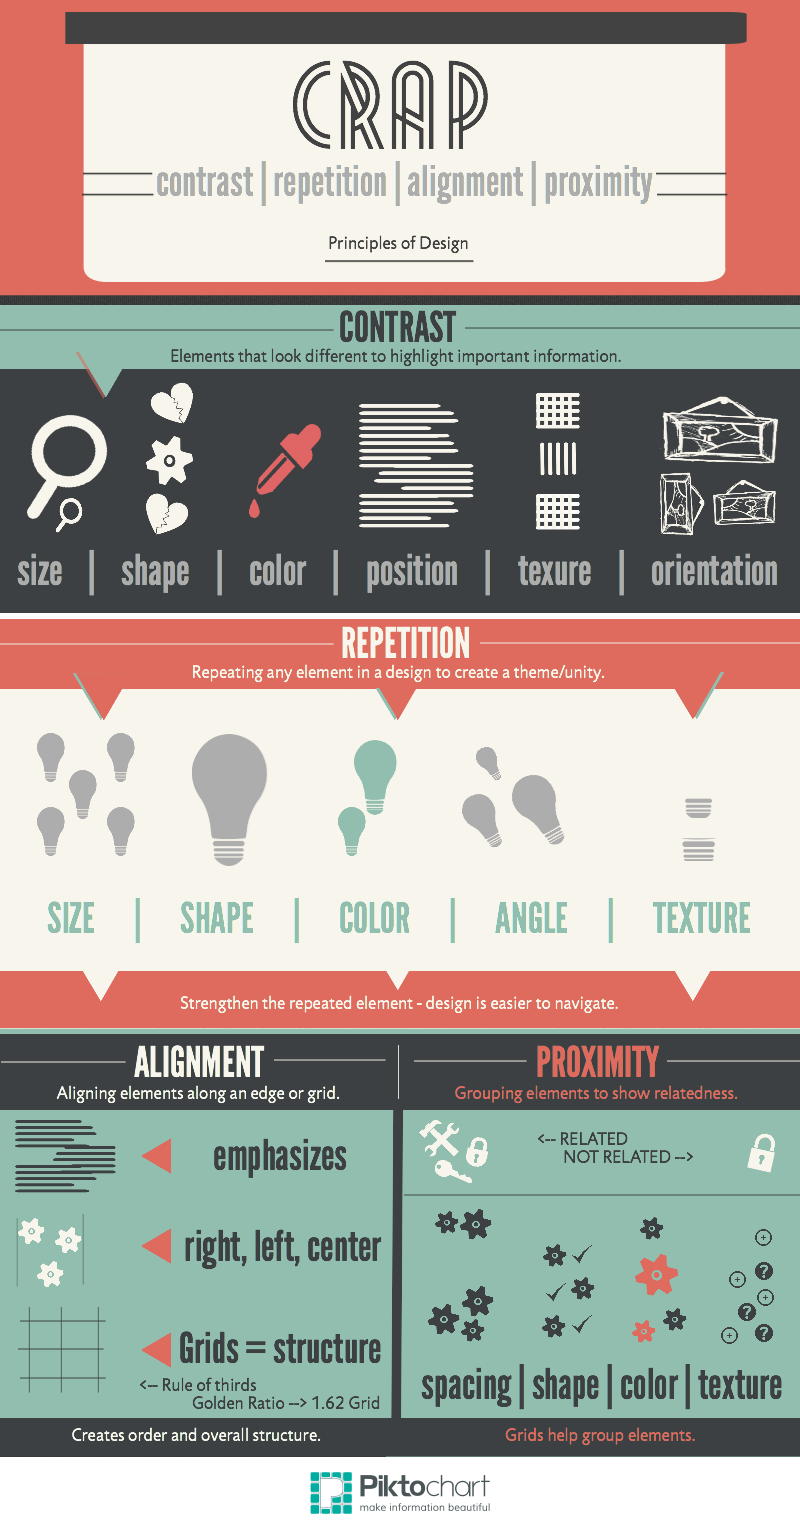 CRAP
contrast | repetition | alignment | proximity
Principles of Design
CONTRAST
Elements that look different to highlight important information.
size | shape | color | position | texure | orientation
REPETITION
Repeating any element in a design to create a theme/unity.
SIZE | SHAPE | COLOR | ANGLE | TEXTURE
Strengthen the repeated element - design is easier to navigate.
ALIGNMENT
Aligning elements along an edge or grid.
emphasizes
right, left, center
Grids = structure
<-- Rule of thirds
Golden Ratio --> 1.62 Grid
Creates order and overall structure.
PROXIMITY
Grouping elements to show relatedness.
<-- RELATED
NOT RELATED -->
spacing | shape | color | texture
Grids help group elements.
Piktochart
make information beautiful